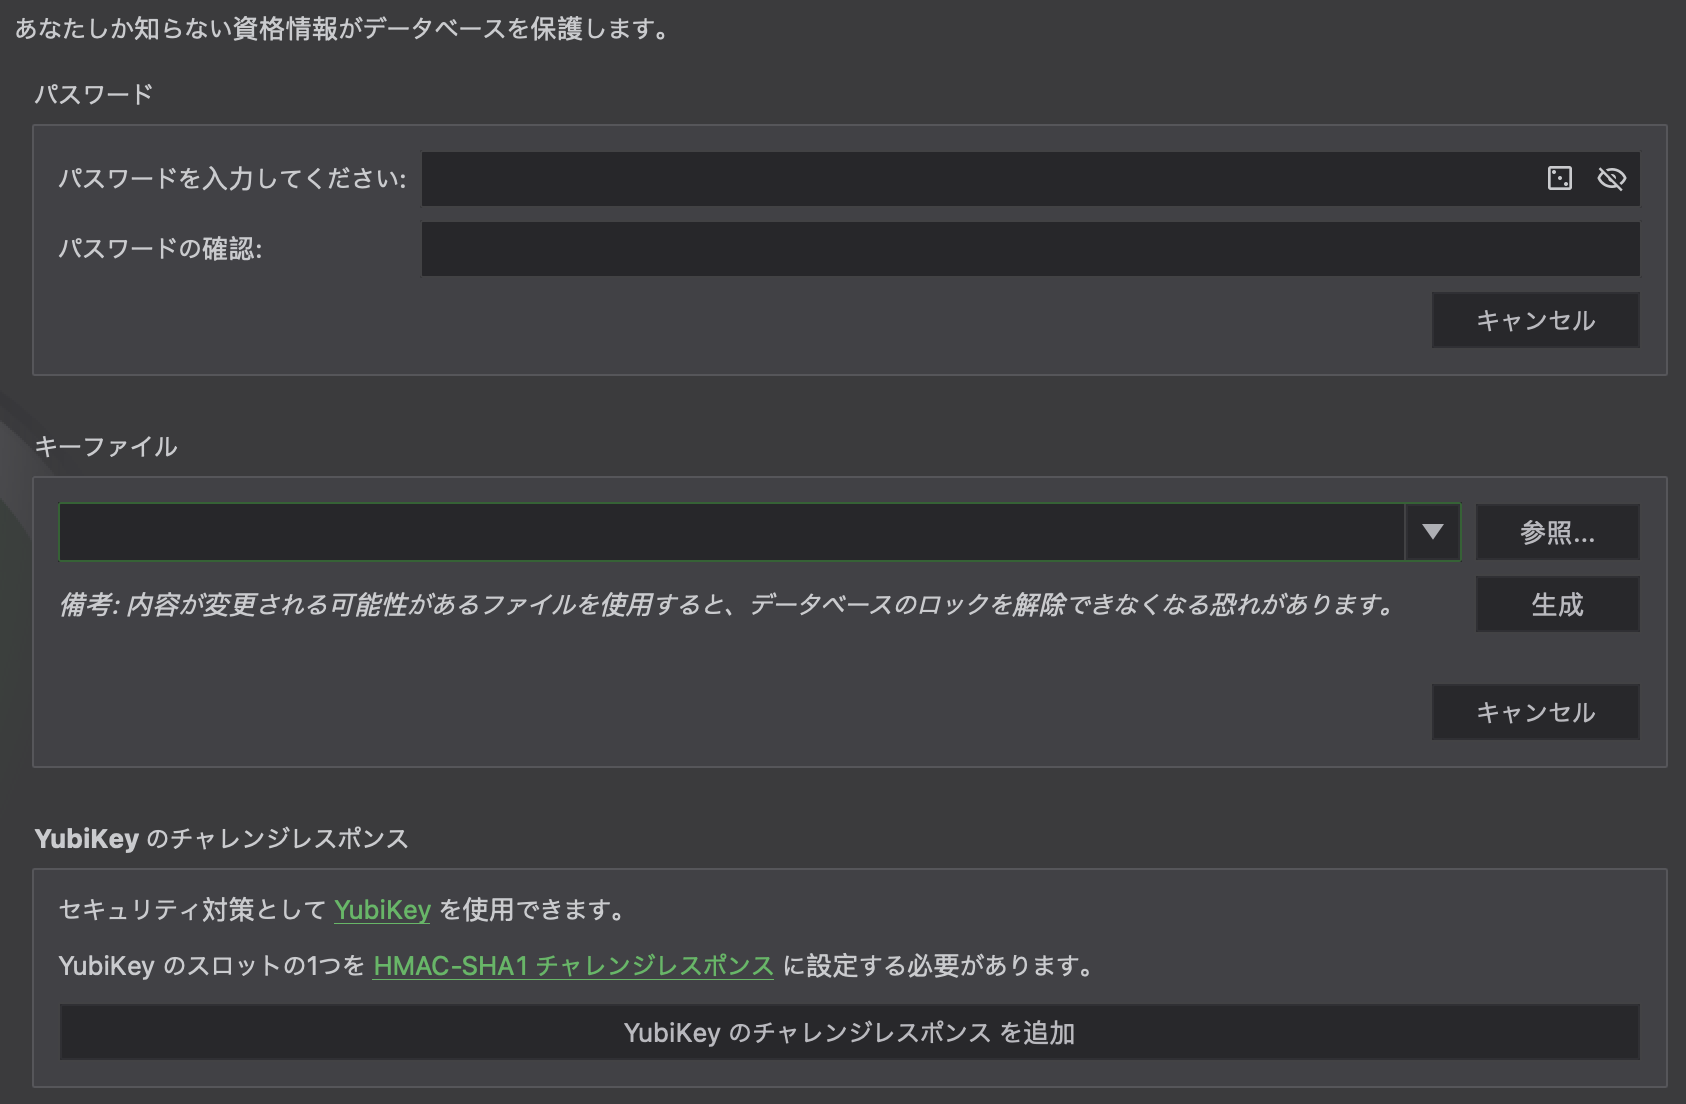 あなたしか知らない資格情報がデータベースを保護します。
パスワード
パスワードを入力してください:
パスワードの確認:
キャンセル
キーファイル
参照...
備考: 内容が変更される可能性があるファイルを使用すると、データベースのロックを解除できなくなる恐れがあります。
生成
キャンセル
YubiKey のチャレンジレスポンス
セキュリティ対策として YubiKey を使用できます。
YubiKey のスロットの1つを HMAC-SHA1 チャレンジレスポンス に設定する必要があります。
YubiKey のチャレンジレスポンス を追加